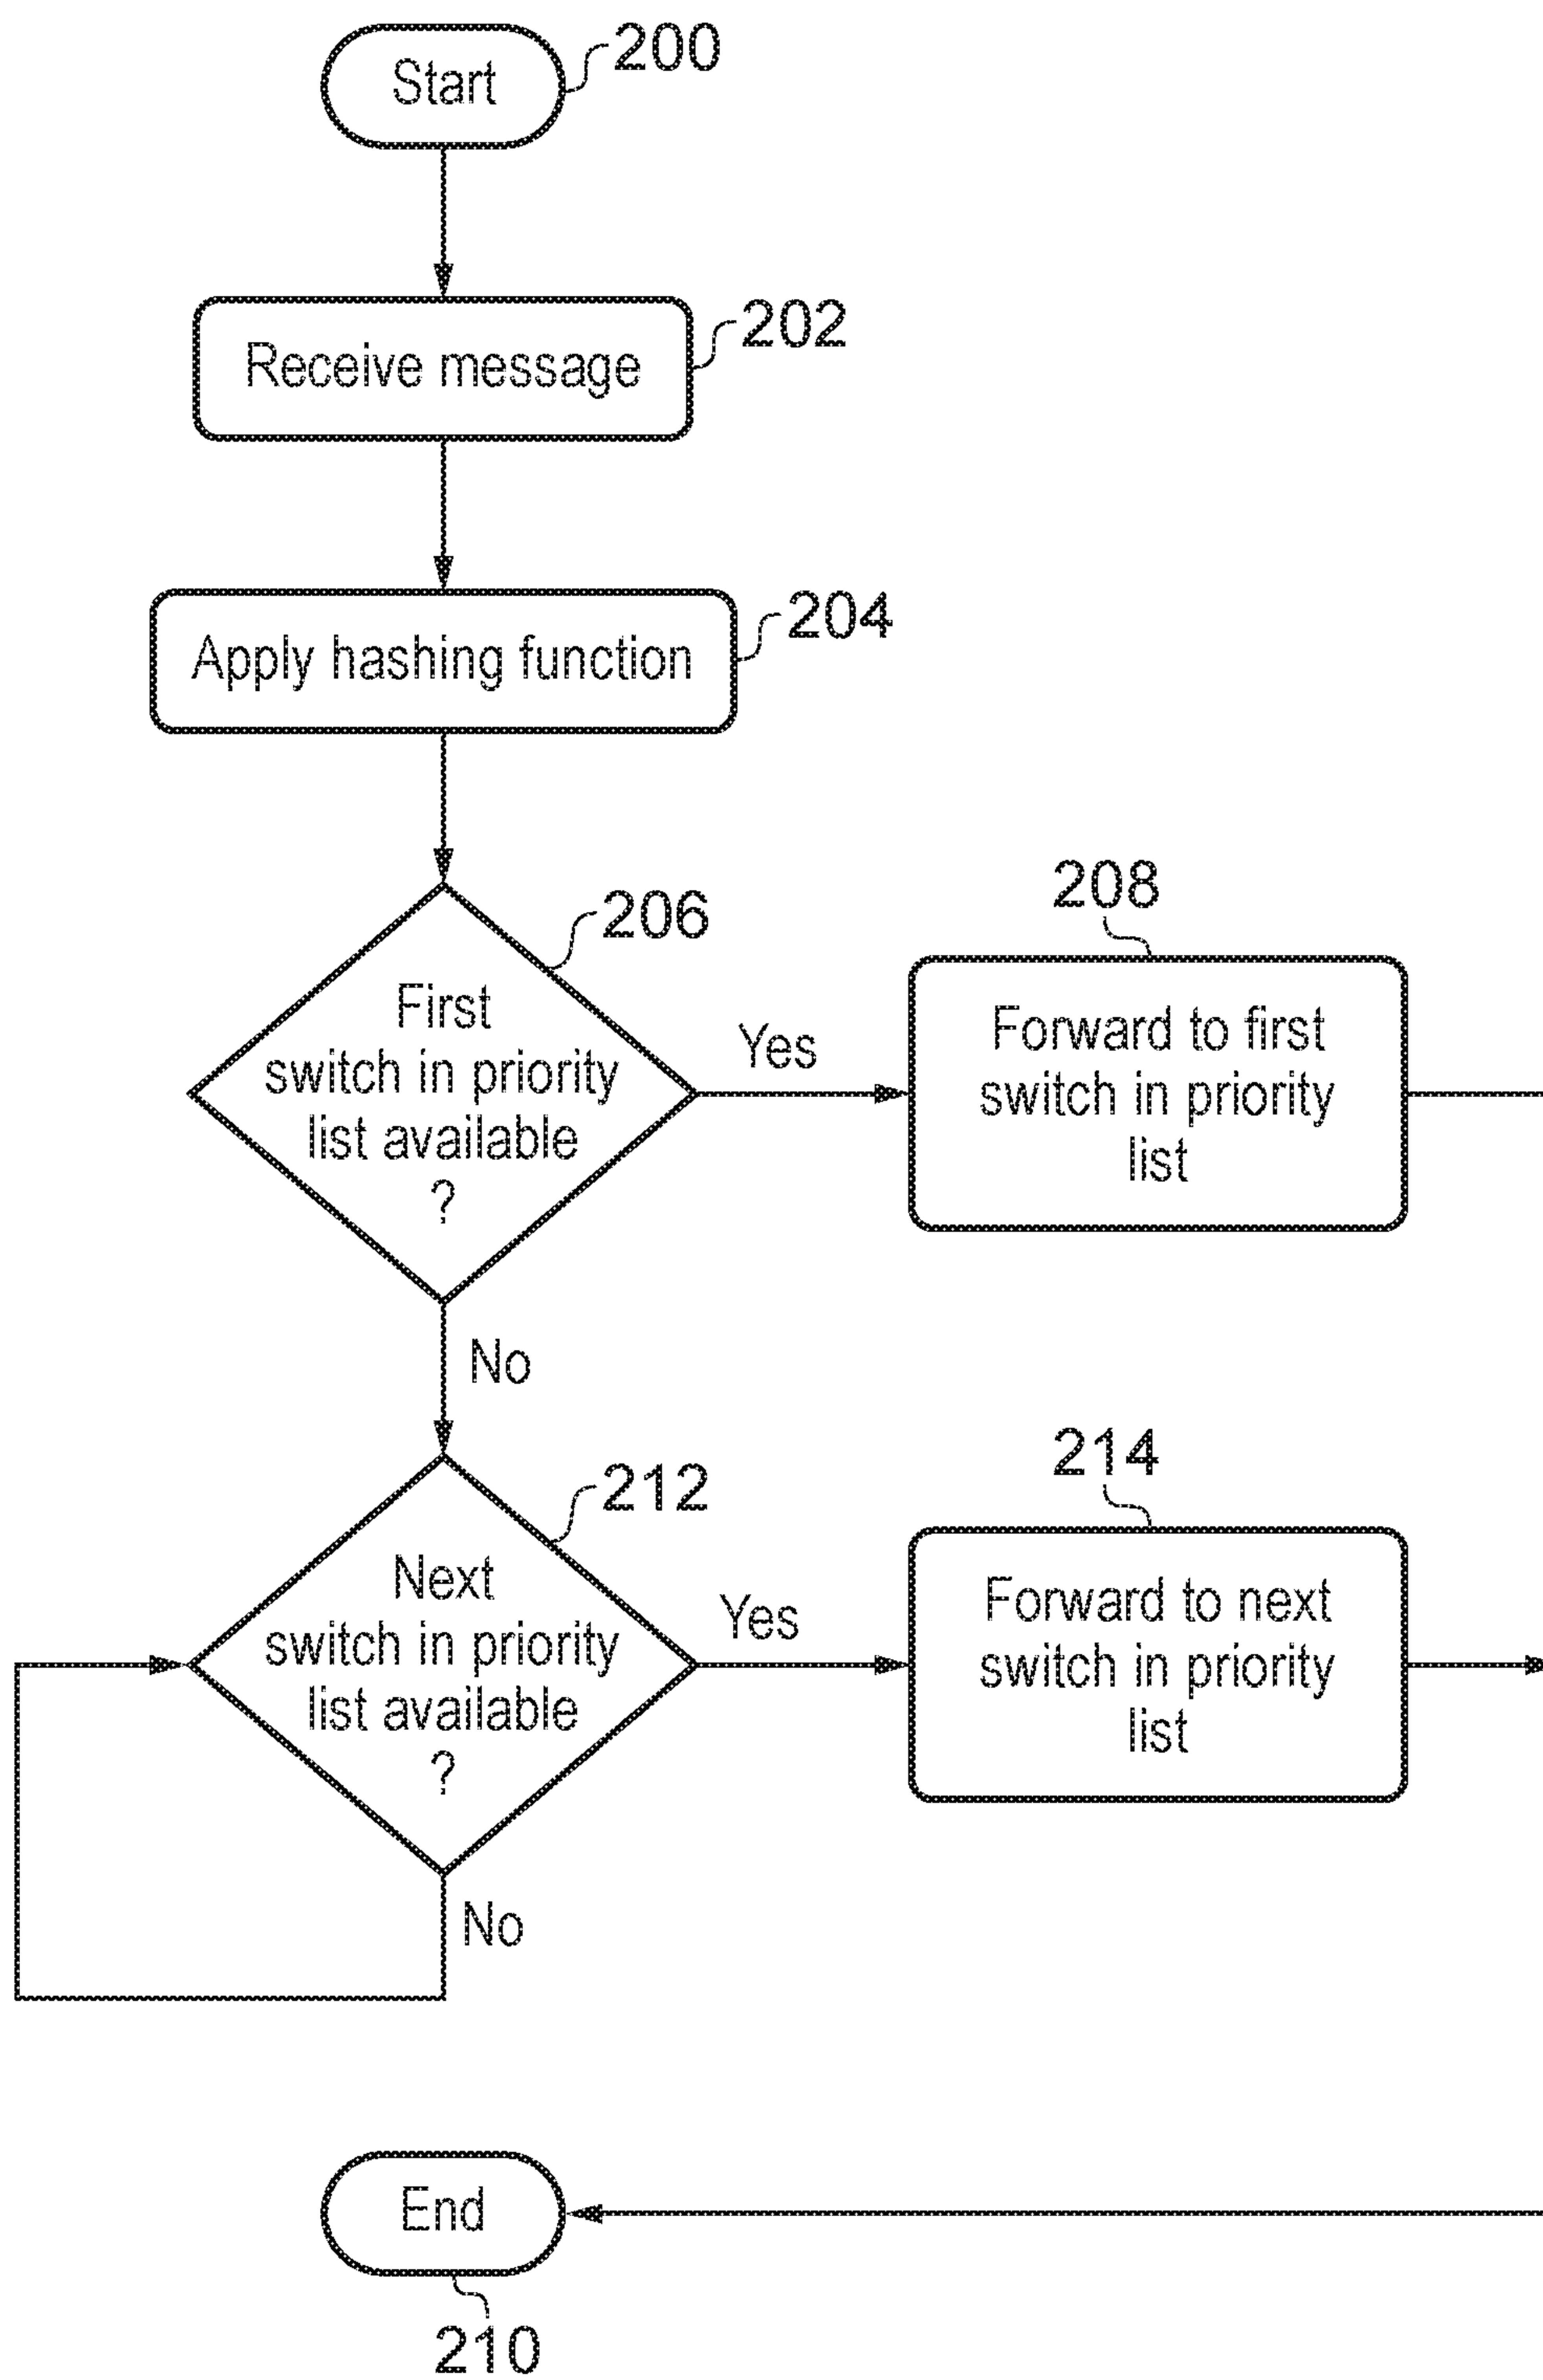 Start
200
Receive message
202
Apply hashing function
204
206
First
switch in priority
list available
?
Yes
208
Forward to first
switch in priority
list
No
212
Next
switch in priority
list available
?
Yes
214
Forward to next
switch in priority
list
No
End
210